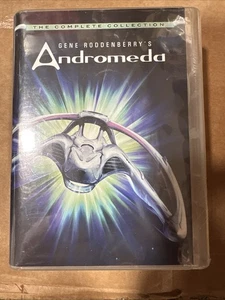 THE COMPLETE COLLECTION
GENE RODDENBERRY'S
Andromeda